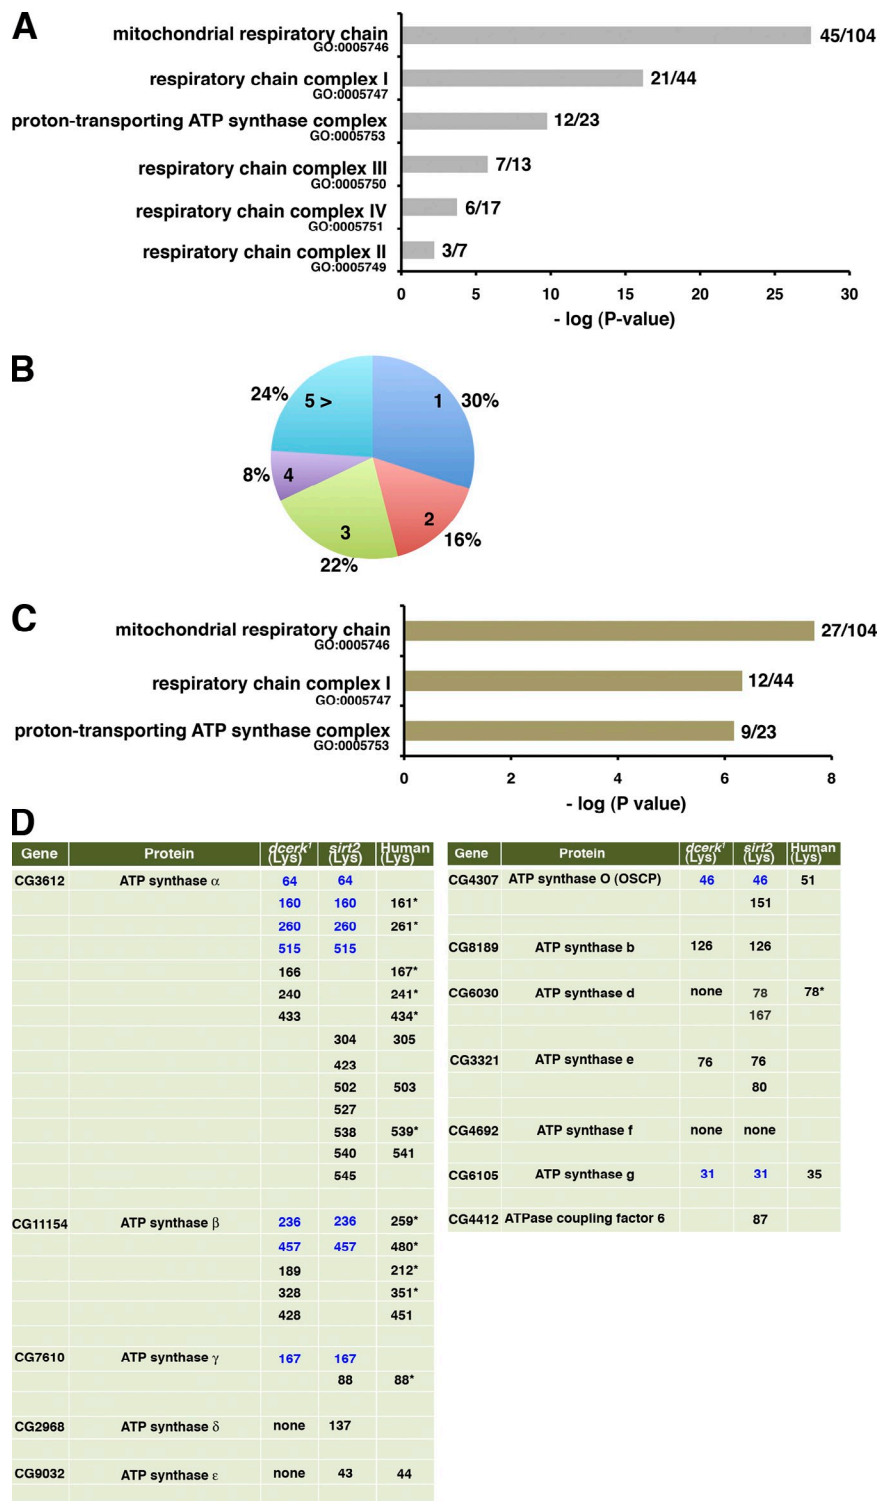 A
mitochondrial respiratory chain 45/104
GO:0005746
respiratory chain complex I 21/44
GO:0005747
proton-transporting ATP synthase complex 12/23
GO:0005753
respiratory chain complex III 7/13
GO:0005750
respiratory chain complex IV 6/17
GO:0005751
respiratory chain complex II 3/7
GO:0005749
0 5 10 15 20 25 30
- log (P-value)
B
24% 5 > 1 30%
8% 4
2
3 16%
22%
C
mitochondrial respiratory chain 27/104
GO:0005746
respiratory chain complex I 12/44
GO:0005747
proton-transporting ATP synthase complex 9/23
GO:0005753
0 2 4 6 8
- log (P value)
D
Gene Protein dcerk¹ (Lys) sirt2 (Lys) Human (Lys)
CG3612 ATP synthase α 64 64
160 160 161*
260 260 261*
515 515
166 167*
240 241*
433 434*
304 305
423
502 503
527
538 539*
540 541
545
CG11154 ATP synthase β 236 236 259*
457 457 480*
189 212*
328 351*
428 451
CG7610 ATP synthase γ 167 167
88 88*
CG2968 ATP synthase δ none 137
CG9032 ATP synthase ε none 43 44
Gene Protein dcerk¹ (Lys) sirt2 (Lys) Human (Lys)
CG4307 ATP synthase O (OSCP) 46 46 51
151
CG8189 ATP synthase b 126 126
CG6030 ATP synthase d none 78 78*
167
CG3321 ATP synthase e 76 76
80
CG4692 ATP synthase f none none
CG6105 ATP synthase g 31 31 35
CG4412 ATPase coupling factor 6 87